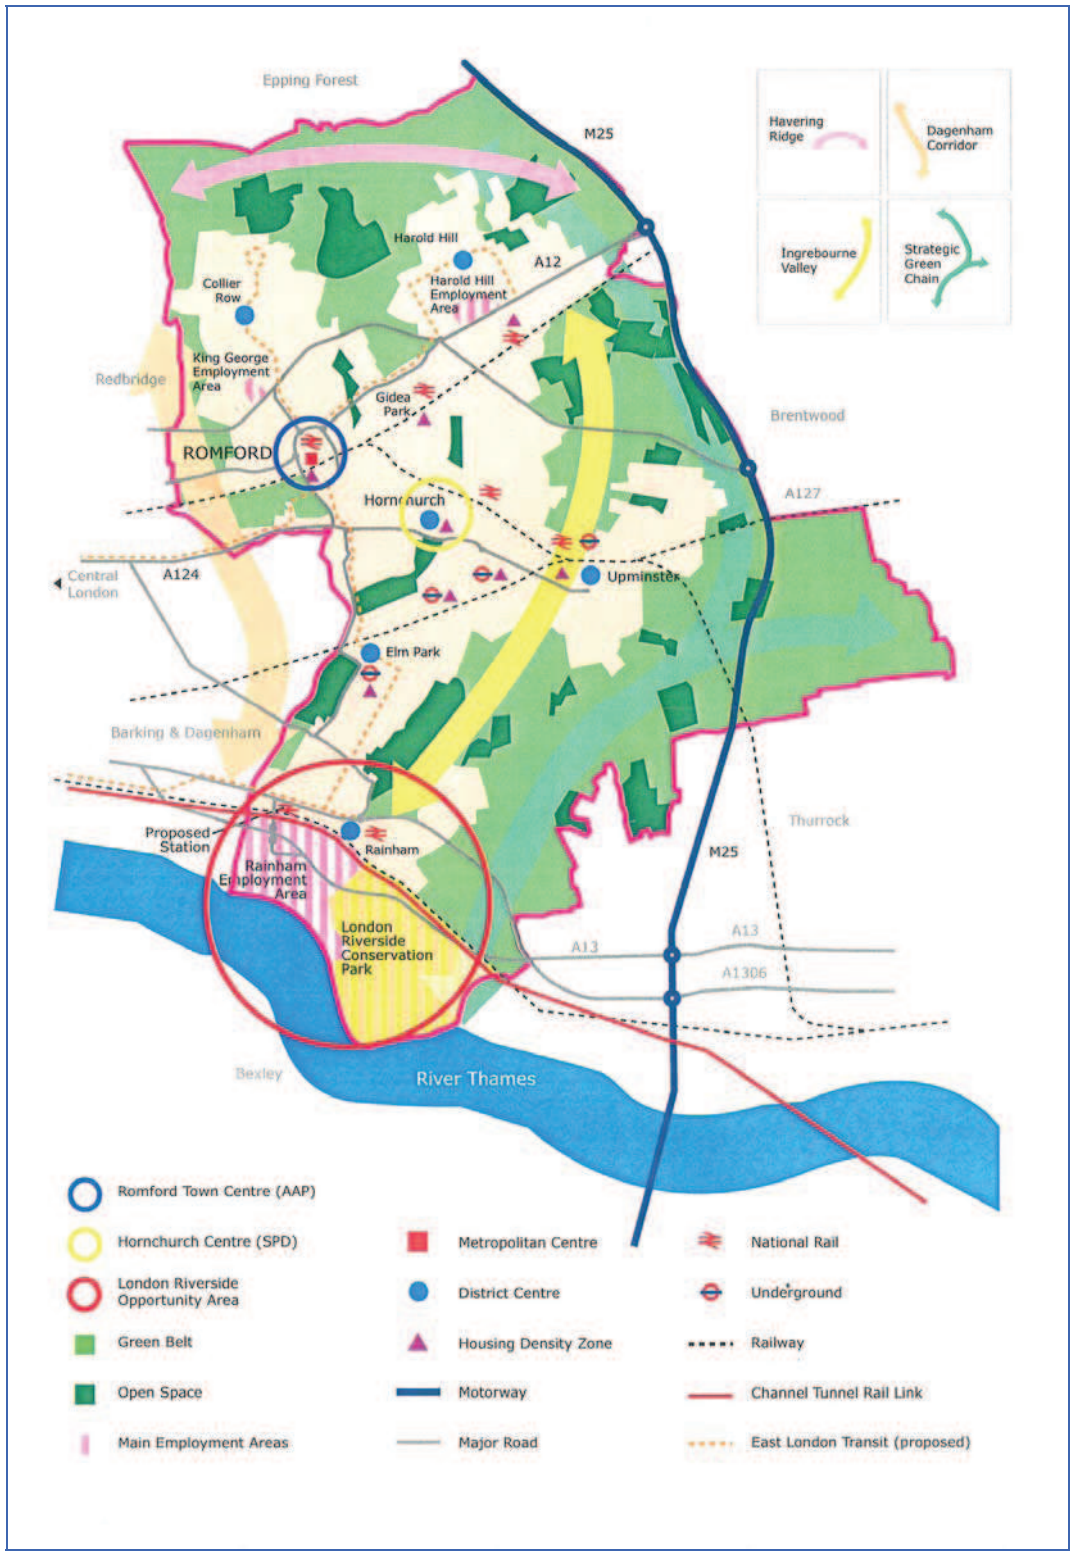 Epping Forest
M25
Havering
Ridge
Dagenham
Corridor
Ingrebourne
Valley
Strategic
Green
Chain
Harold Hill
A12
Harold Hill
Employment
Area
Collier
Row
King George
Employment
Area
Redbridge
Gidea
Park
Brentwood
ROMFORD
Hornchurch
A127
A124
Central
London
Upminster
Elm Park
Barking & Dagenham
Thurrock
Proposed
Station
Rainham
M25
Rainham
Employment
Area
London
Riverside
Conservation
Park
A13
A13
A1306
Bexley
River Thames
Romford Town Centre (AAP)
Hornchurch Centre (SPD)
London Riverside
Opportunity Area
Green Belt
Open Space
Main Employment Areas
Metropolitan Centre
District Centre
Housing Density Zone
Motorway
Major Road
National Rail
Underground
Railway
Channel Tunnel Rail Link
East London Transit (proposed)